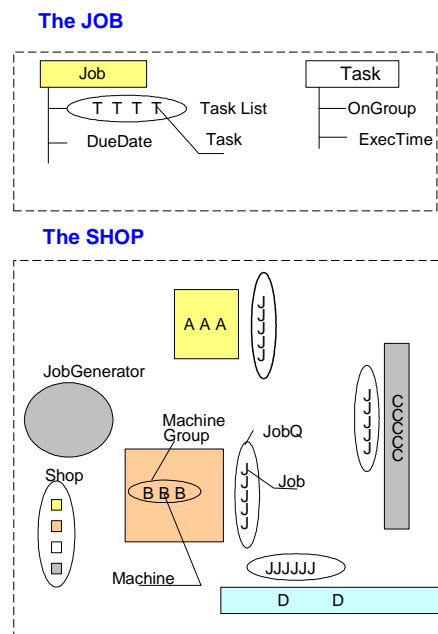 The JOB
Job
Task
T T T T
Task List
OnGroup
DueDate
Task
ExecTime
The SHOP
A A A
J
J
J
J
J
JobGenerator
J
J
J
J
J
C
C
C
C
C
Machine
Group
JobQ
Shop
B B B
J
J
J
J
J
Job
Machine
JJJJJJ
D D